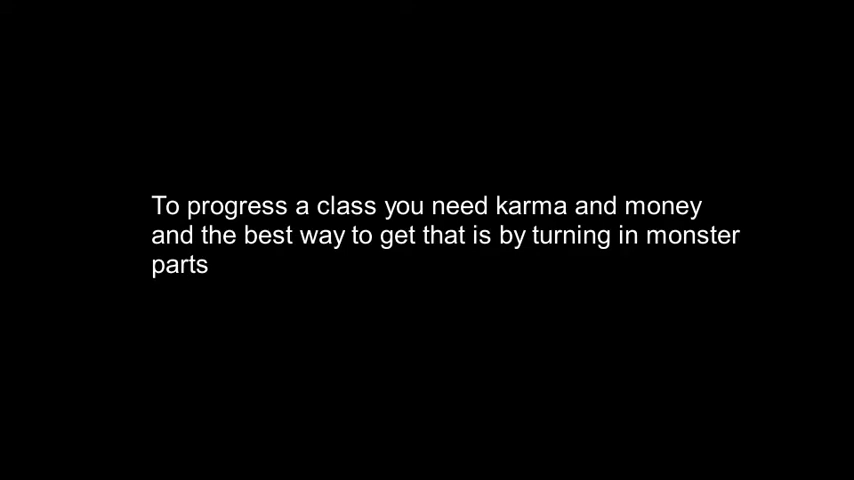 To progress a class you need karma and money
and the best way to get that is by turning in monster
parts